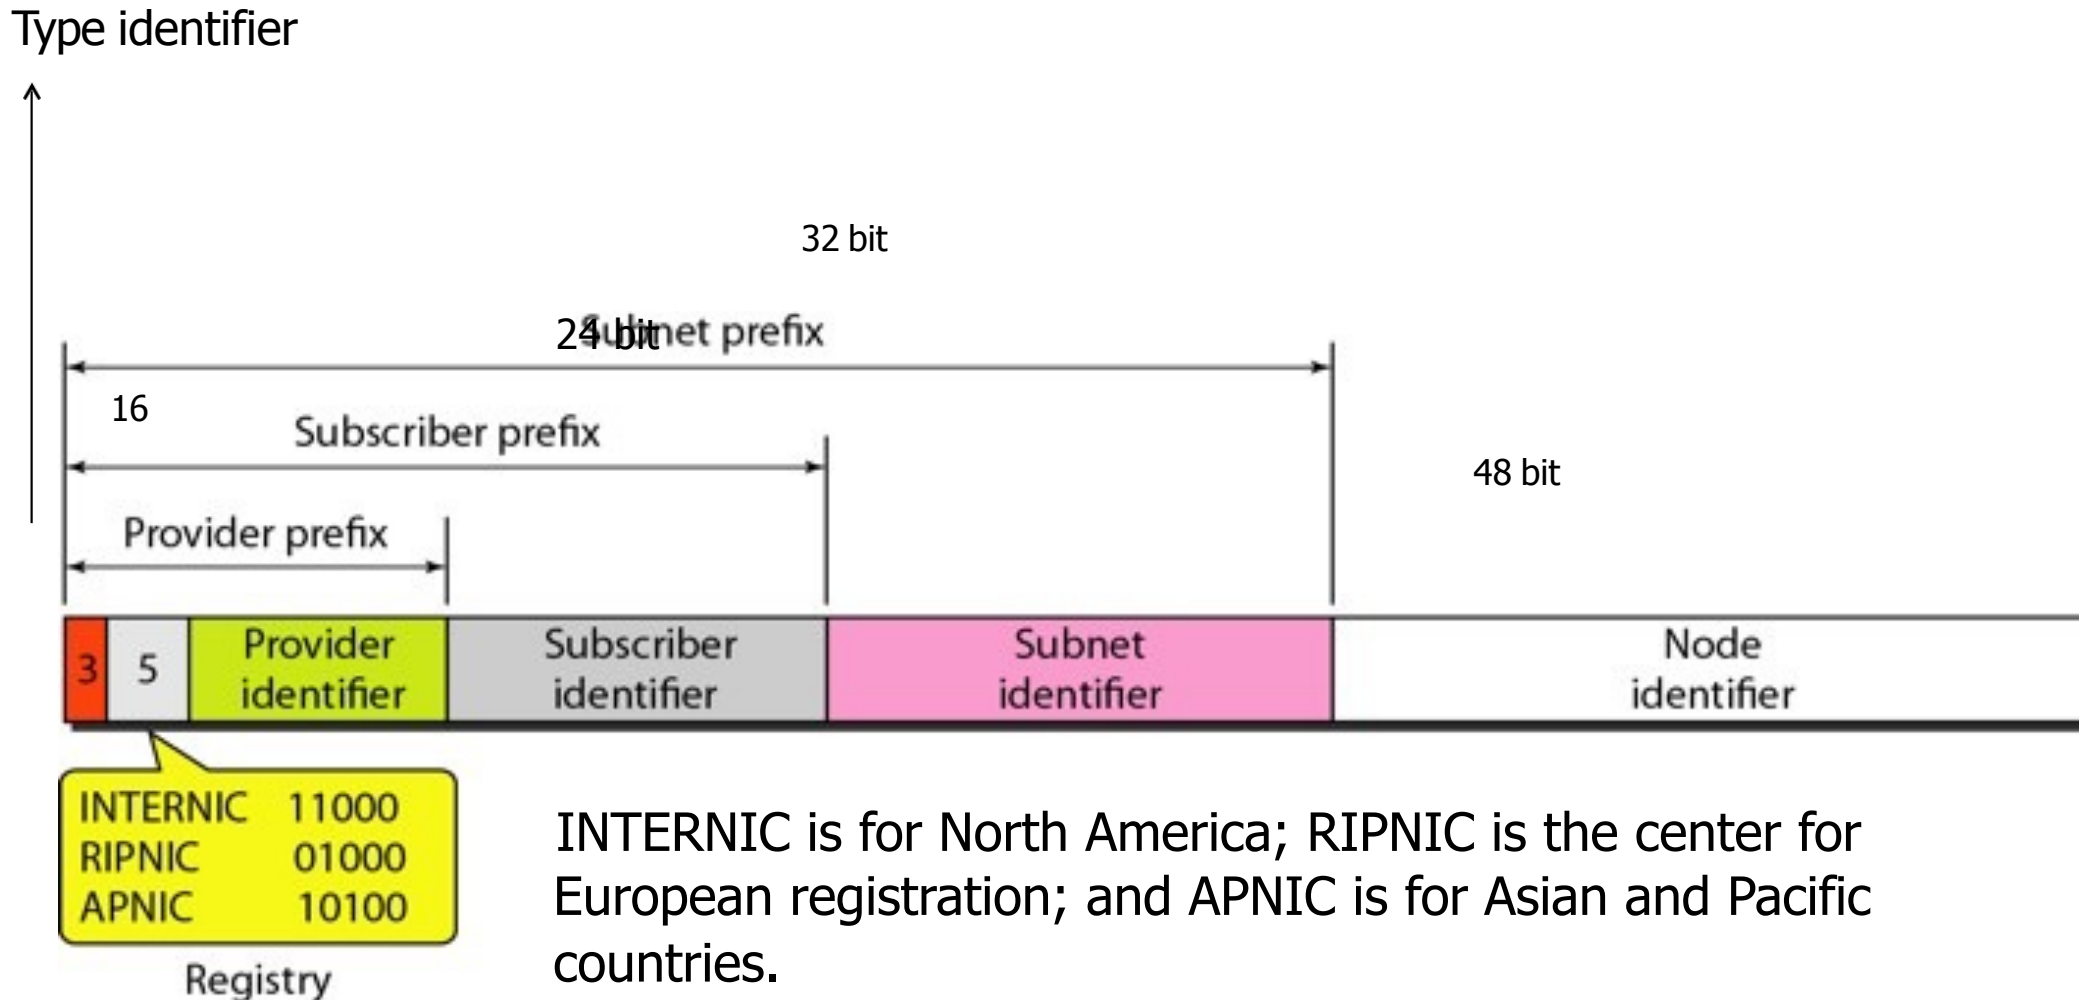 Type identifier
32 bit
24 bit
Subnet prefix
16
Subscriber prefix
48 bit
Provider prefix
3
5
Provider
identifier
Subscriber
identifier
Subnet
identifier
Node
identifier
INTERNIC 11000
RIPNIC 01000
APNIC 10100
Registry
INTERNIC is for North America; RIPNIC is the center for
European registration; and APNIC is for Asian and Pacific
countries.